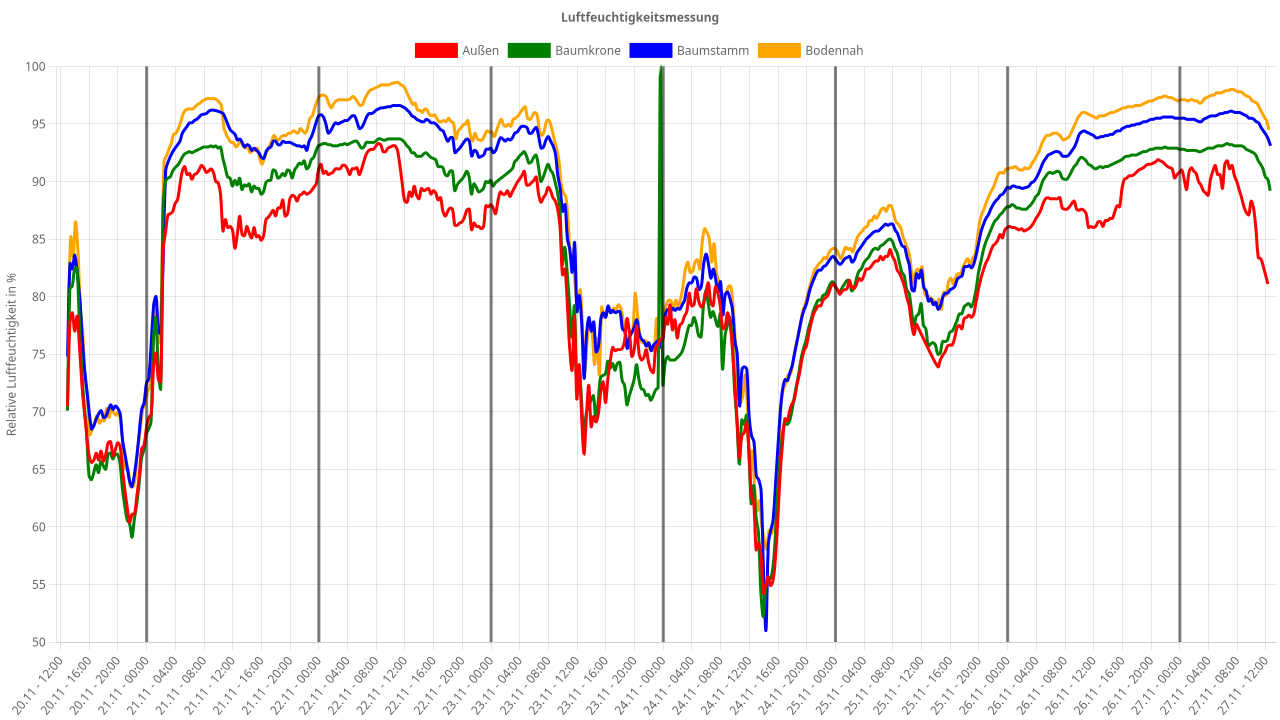 Luftfeuchtigkeitsmessung
Außen
Baumkrone
Baumstamm
Bodennah
Relative Luftfeuchtigkeit in %
100
95
90
85
80
75
70
65
60
55
50
20.11 - 12:00
20.11 - 16:00
20.11 - 20:00
21.11 - 00:00
21.11 - 04:00
21.11 - 08:00
21.11 - 12:00
21.11 - 16:00
21.11 - 20:00
22.11 - 00:00
22.11 - 04:00
22.11 - 08:00
22.11 - 12:00
22.11 - 16:00
22.11 - 20:00
23.11 - 00:00
23.11 - 04:00
23.11 - 08:00
23.11 - 12:00
23.11 - 16:00
23.11 - 20:00
24.11 - 00:00
24.11 - 04:00
24.11 - 08:00
24.11 - 12:00
24.11 - 16:00
24.11 - 20:00
25.11 - 00:00
25.11 - 04:00
25.11 - 08:00
25.11 - 12:00
25.11 - 16:00
25.11 - 20:00
26.11 - 00:00
26.11 - 04:00
26.11 - 08:00
26.11 - 12:00
26.11 - 16:00
26.11 - 20:00
27.11 - 00:00
27.11 - 04:00
27.11 - 08:00
27.11 - 12:00